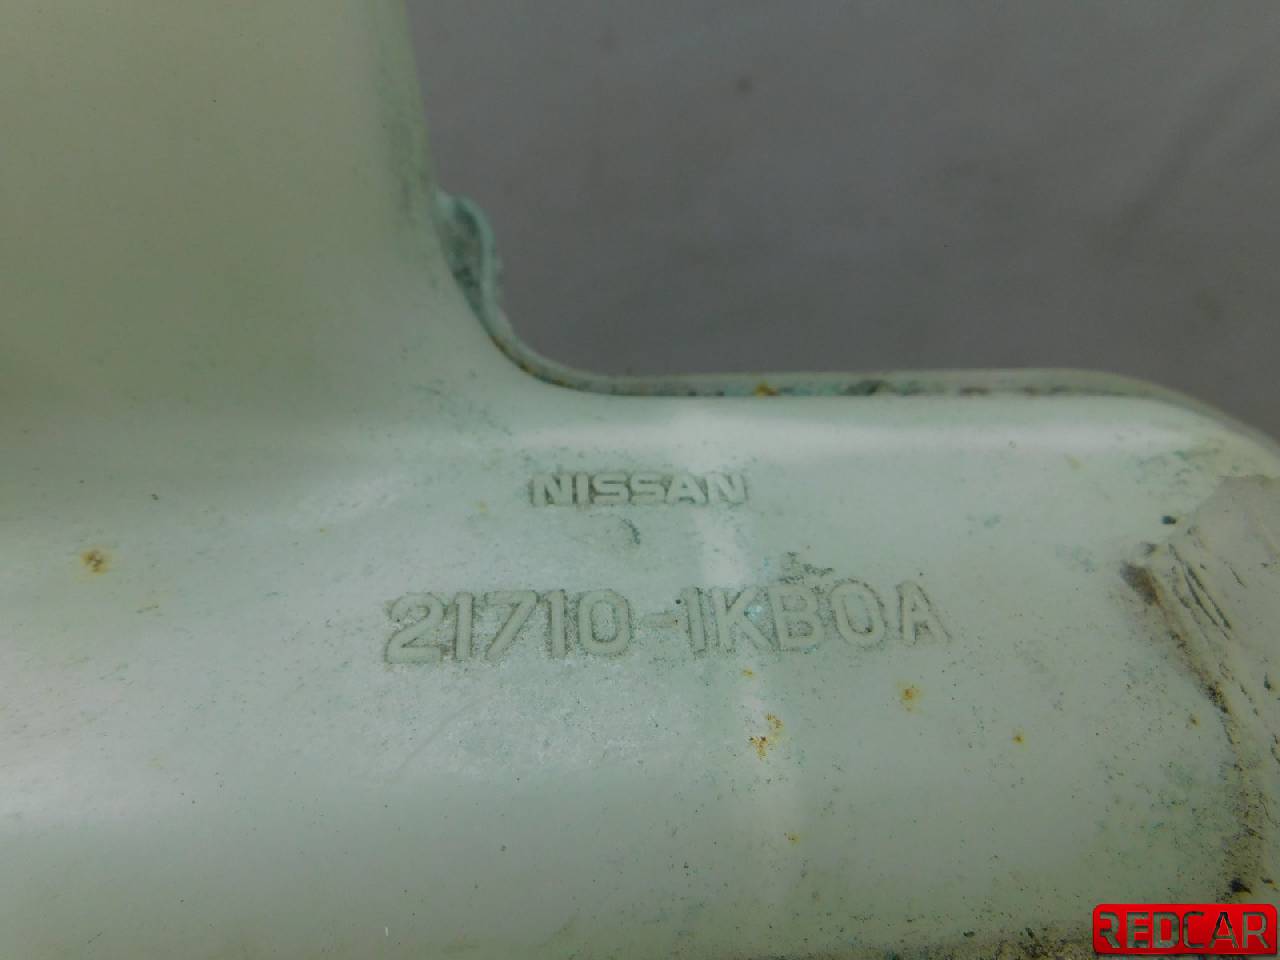 NISSAN
21710-1KB0A
REDCAR